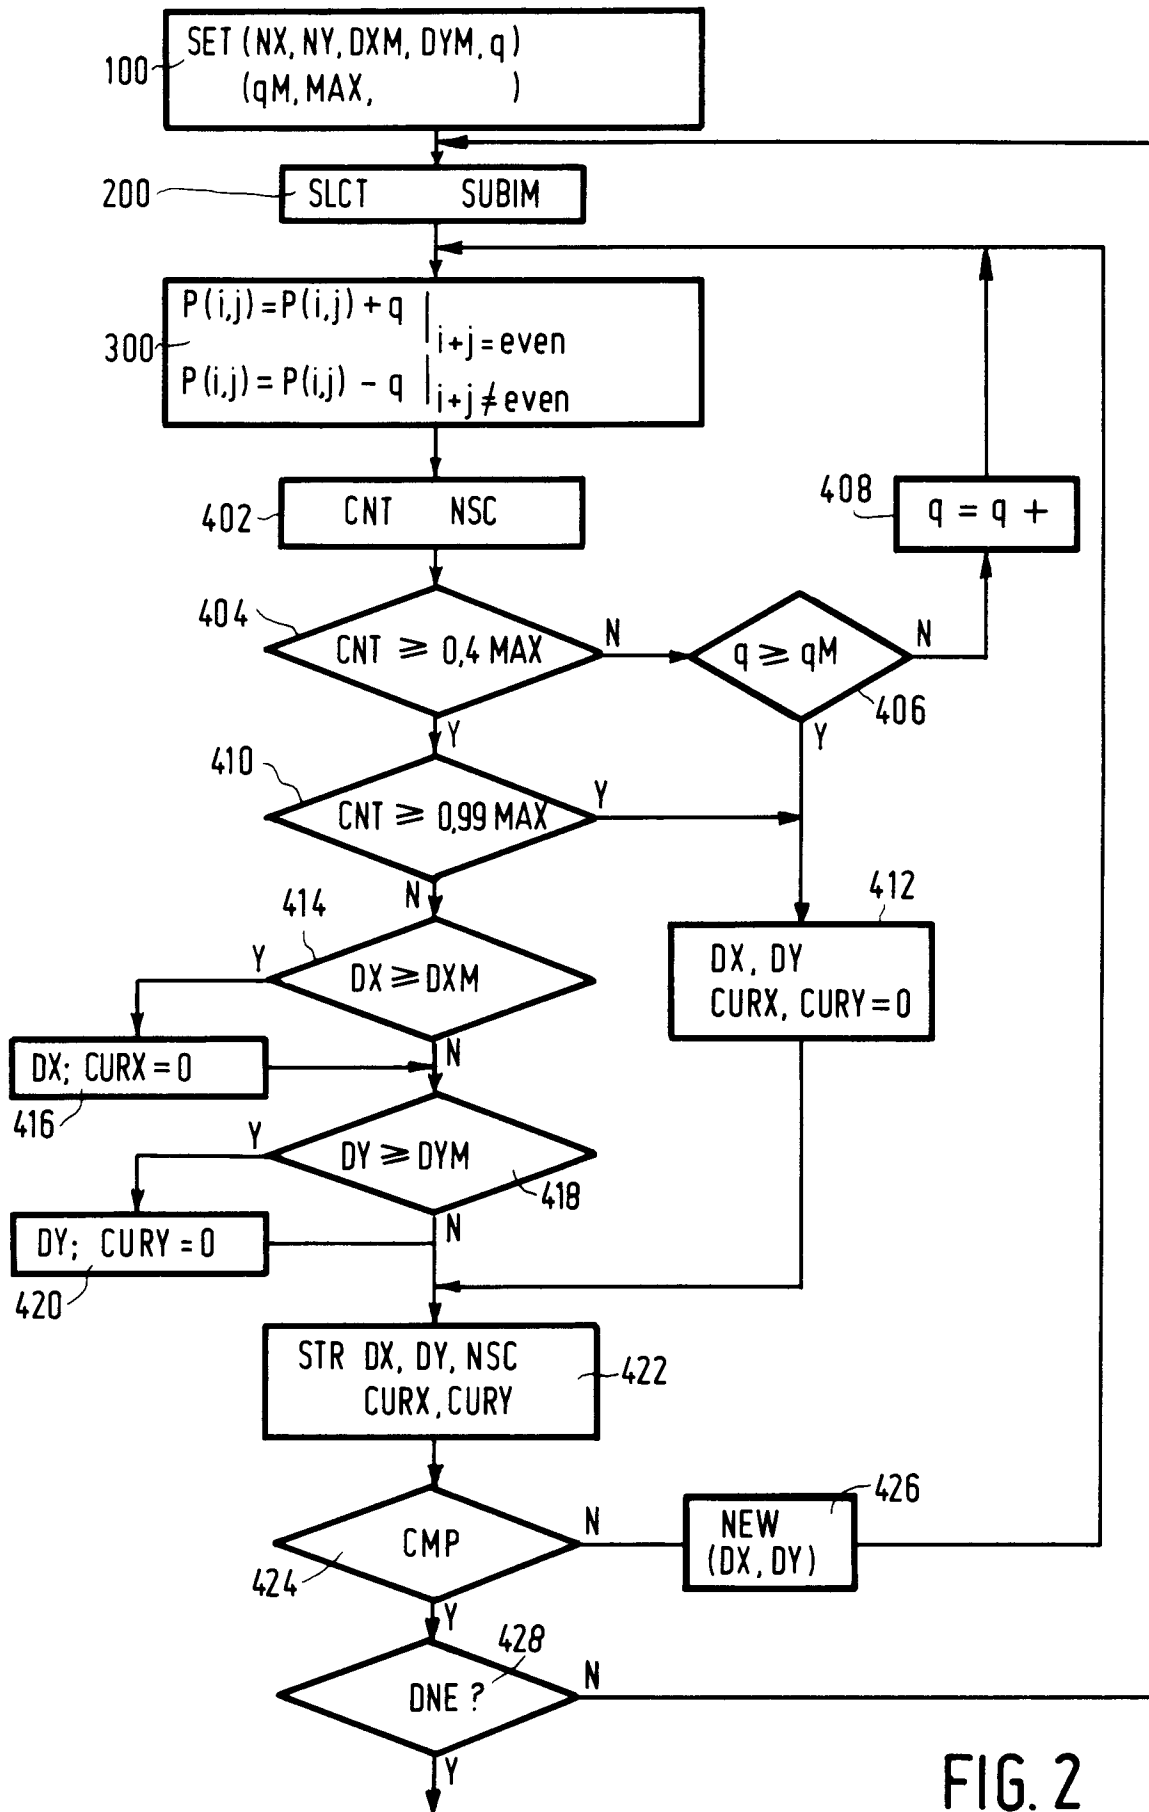 SET (NX, NY, DXM, DYM, q)
(qM, MAX, )
100
200
SLCT SUBIM
P(i,j)=P(i,j)+q | i+j=even
300
P(i,j)=P(i,j)-q | i+j≠even
402
CNT NSC
408
q = q +
404
CNT ≥ 0,4 MAX
N
q ≥ qM
N
406
Y
Y
410
CNT ≥ 0,99 MAX
Y
N
412
DX, DY
CURX, CURY=0
414
Y
DX ≥ DXM
N
DX; CURX=0
416
Y
DY ≥ DYM
418
N
DY; CURY=0
420
STR DX, DY, NSC
CURX, CURY
422
CMP
424
N
426
NEW
(DX, DY)
Y
428
DNE ?
N
Y
FIG. 2